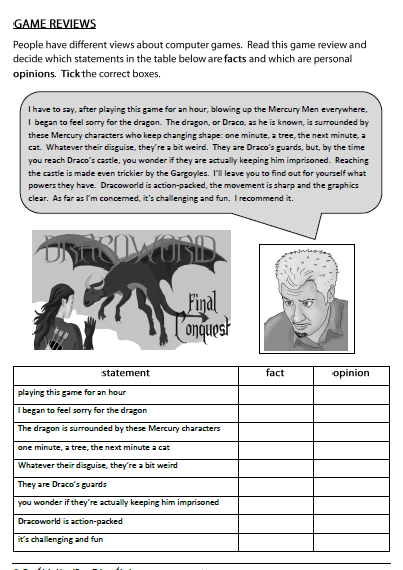 GAME REVIEWS
People have different views about computer games. Read this game review and
decide which statements in the table below are facts and which are personal
opinions. Tick the correct boxes.
I have to say, after playing this game for an hour, blowing up the Mercury Men everywhere,
I began to feel sorry for the dragon. The dragon, or Draco, as he is known, is surrounded by
these Mercury characters who keep changing shape: one minute, a tree, the next minute, a
cat. Whatever their disguise, they're a bit weird. They are Draco's guards, but, by the time
you reach Draco's castle, you wonder if they are actually keeping him imprisoned. Reaching
the castle is made even trickier by the Gargoyles. I'll leave you to find out for yourself what
powers they have. Dracoworld is action-packed, the movement is sharp and the graphics
clear. As far as I'm concerned, it's challenging and fun. I recommend it.
DRACOWORLD
Final
Conquest
statement fact opinion
playing this game for an hour
I began to feel sorry for the dragon
The dragon is surrounded by these Mercury characters
one minute, a tree, the next minute a cat
Whatever their disguise, they're a bit weird
They are Draco's guards
you wonder if they're actually keeping him imprisoned
Dracoworld is action-packed
it's challenging and fun